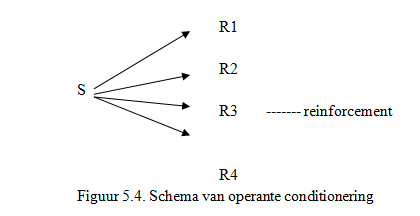 R1
R2
S
R3 ------- reinforcement
R4
Figuur 5.4. Schema van operante conditionering